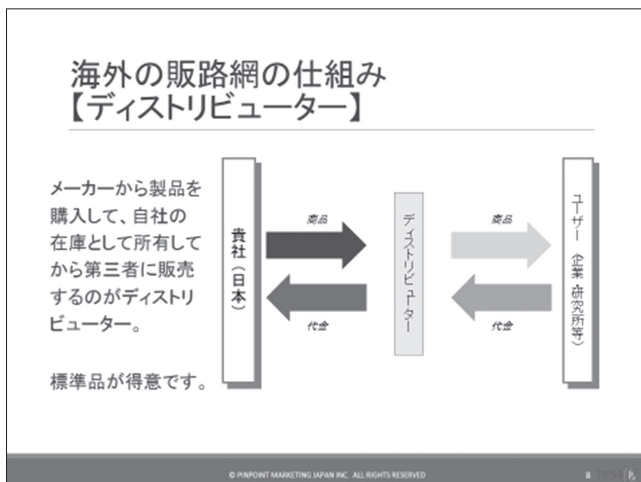 海外の販路網の仕組み
【ディストリビューター】
メーカーから製品を
購入して、自社の
在庫として所有して
から第三者に販売
するのがディストリ
ビューター。
標準品が得意です。
貴社（日本）
商品
代金
ディストリビューター
商品
代金
ユーザー（企業・研究所等）
© PINPOINT MARKETING JAPAN INC. ALL RIGHTS RESERVED
8